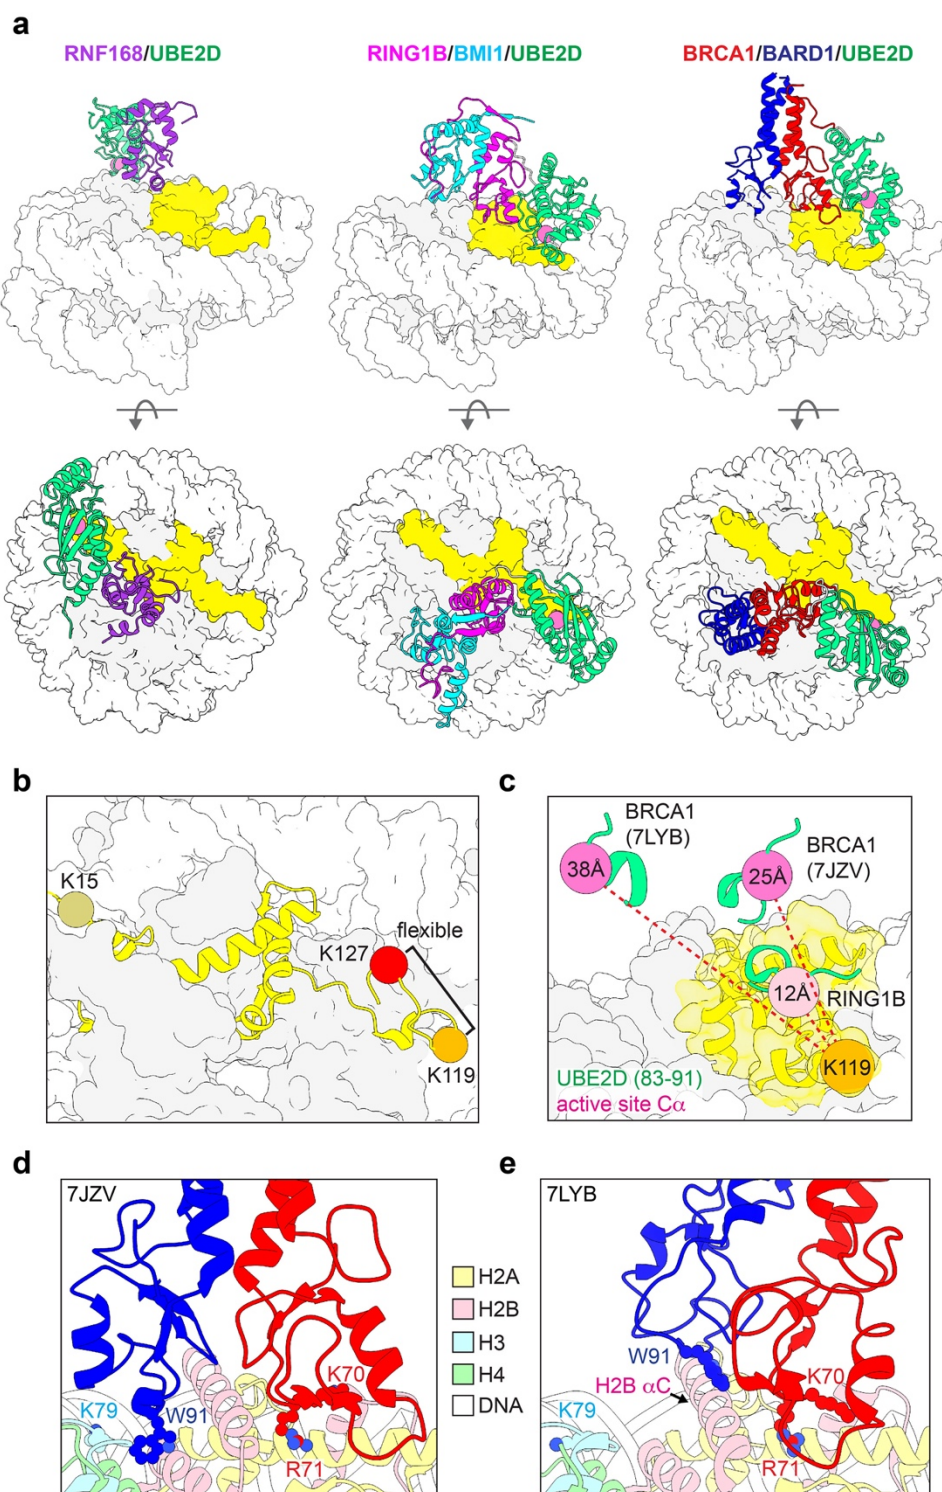 a
RNF168/UBE2D
RING1B/BMI1/UBE2D
BRCA1/BARD1/UBE2D
b
K15
K127
flexible
K119
c
BRCA1
(7LYB)
38Å
BRCA1
(7JZV)
25Å
12Å
RING1B
K119
UBE2D (83-91)
active site Cα
d
7JZV
K79
W91
K70
R71
H2A
H2B
H3
H4
DNA
e
7LYB
W91
H2B αC
K79
K70
R71